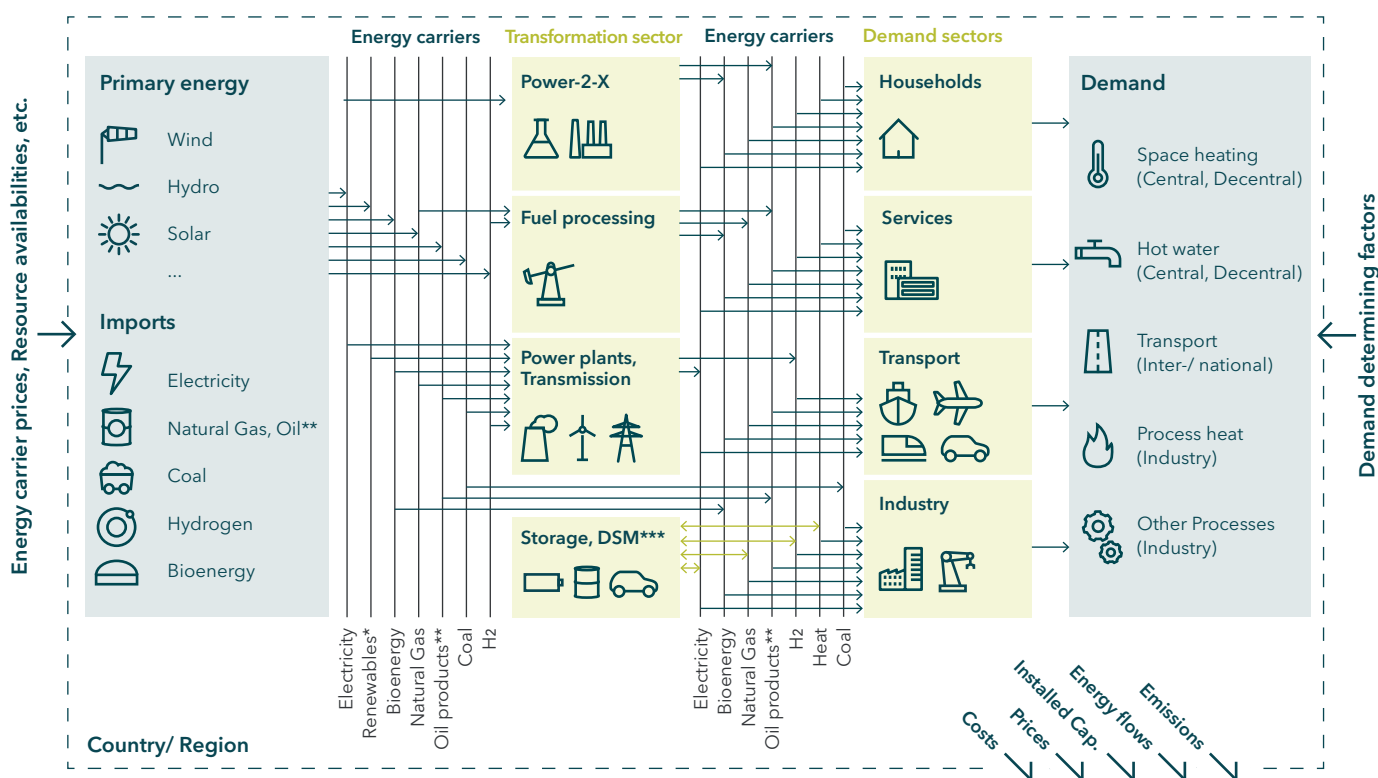 Energy carriers
Transformation sector
Energy carriers
Demand sectors
Energy carrier prices, Resource availabilities, etc.
Primary energy
Wind
Hydro
Solar
...
Imports
Electricity
Natural Gas, Oil**
Coal
Hydrogen
Bioenergy
Power-2-X
Fuel processing
Power plants,
Transmission
Storage, DSM***
Households
Services
Transport
Industry
Demand
Space heating
(Central, Decentral)
Hot water
(Central, Decentral)
Transport
(Inter-/ national)
Process heat
(Industry)
Other Processes
(Industry)
Demand determining factors
Electricity
Renewables*
Bioenergy
Natural Gas
Oil products**
Coal
H2
Electricity
Bioenergy
Natural Gas
Oil products**
H2
Heat
Coal
Country/ Region
Costs
Prices
Installed Cap.
Energy flows
Emissions